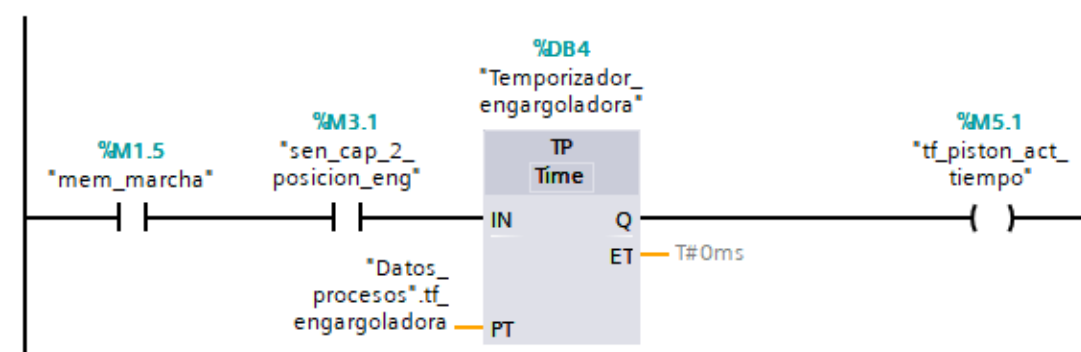 %DB4
"Temporizador_
engargoladora"
%M1.5
"mem_marcha"
%M3.1
"sen_cap_2_
posicion_eng"
TP
Time
%M5.1
"tf_piston_act_
tiempo"
IN
Q
ET
T#0ms
"Datos_
procesos".tf_
engargoladora
PT